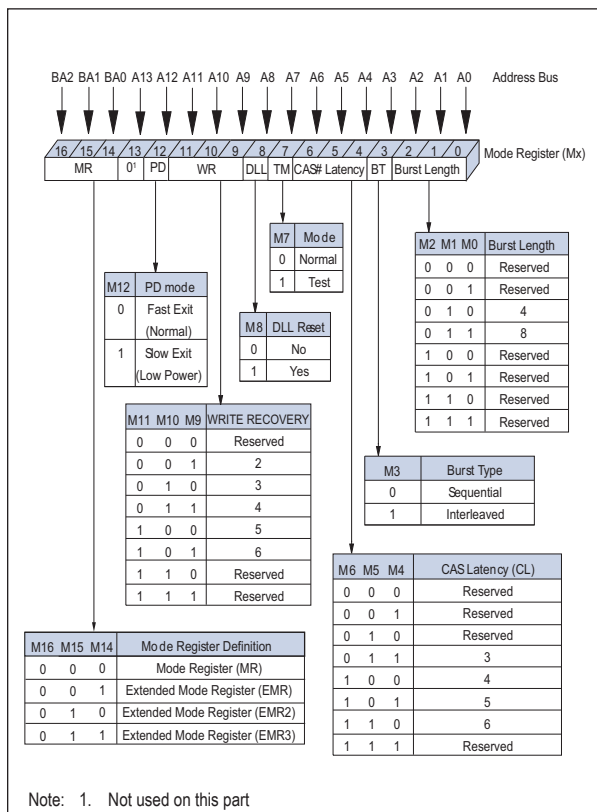 BA2 BA1 BA0 A13 A12 A11 A10 A9 A8 A7 A6 A5 A4 A3 A2 A1 A0 Address Bus
16 15 14 13 12 11 10 9 8 7 6 5 4 3 2 1 0 Mode Register (Mx)
MR 0¹ PD WR DLL TM CAS# Latency BT Burst Length
M7 Mode
0 Normal
1 Test
M2 M1 M0 Burst Length
0 0 0 Reserved
0 0 1 Reserved
0 1 0 4
0 1 1 8
1 0 0 Reserved
1 0 1 Reserved
1 1 0 Reserved
1 1 1 Reserved
M12 PD mode
0 Fast Exit
(Normal)
1 Slow Exit
(Low Power)
M8 DLL Reset
0 No
1 Yes
M11 M10 M9 WRITE RECOVERY
0 0 0 Reserved
0 0 1 2
0 1 0 3
0 1 1 4
1 0 0 5
1 0 1 6
1 1 0 Reserved
1 1 1 Reserved
M3 Burst Type
0 Sequential
1 Interleaved
M6 M5 M4 CAS Latency (CL)
0 0 0 Reserved
0 0 1 Reserved
0 1 0 Reserved
0 1 1 3
1 0 0 4
1 0 1 5
1 1 0 6
1 1 1 Reserved
M16 M15 M14 Mode Register Definition
0 0 0 Mode Register (MR)
0 0 1 Extended Mode Register (EMR)
0 1 0 Extended Mode Register (EMR2)
0 1 1 Extended Mode Register (EMR3)
Note: 1. Not used on this part